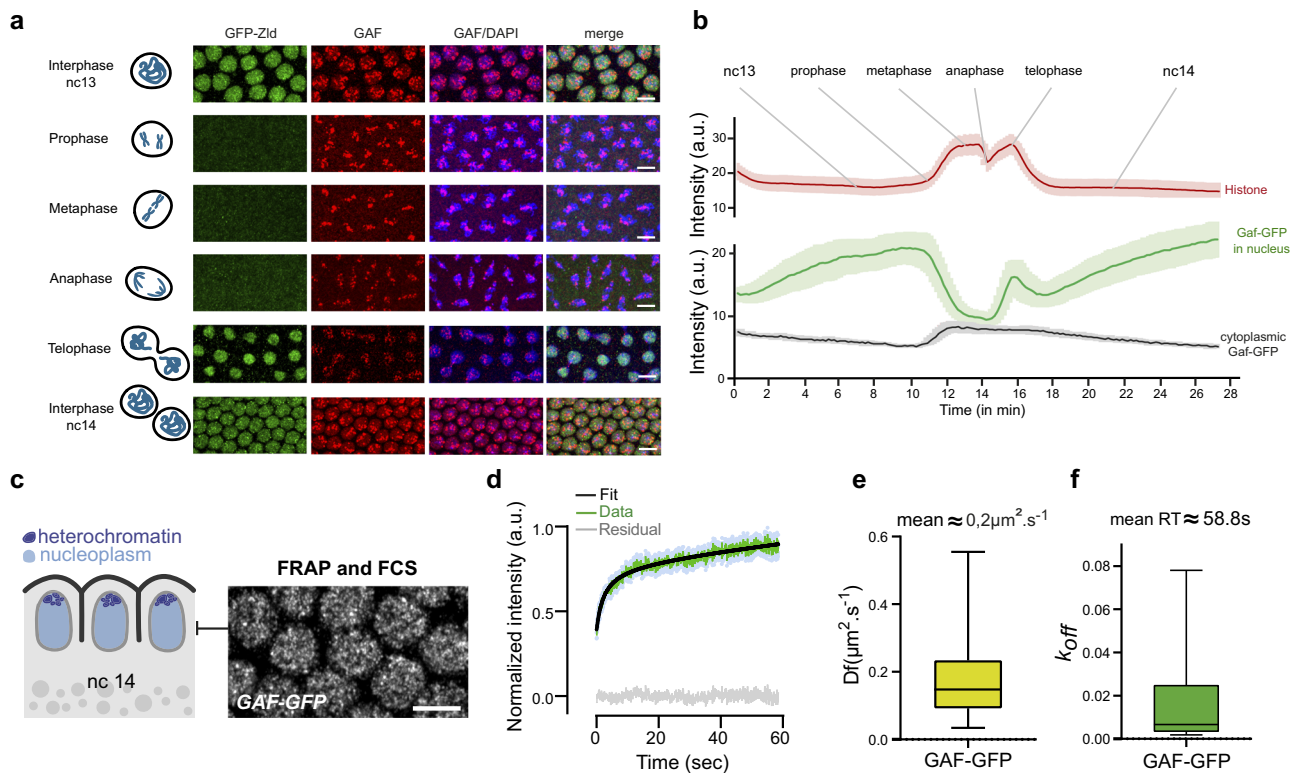 a
GFP-Zld GAF GAF/DAPI merge
Interphase
nc13
Prophase
Metaphase
Anaphase
Telophase
Interphase
nc14
b
nc13 prophase metaphase anaphase telophase nc14
Intensity (a.u.)
30
20
10
Histone
Intensity (a.u.)
20
10
0
Gaf-GFP
in nucleus
cytoplasmic
Gaf-GFP
0 2 4 6 8 10 12 14 16 18 20 22 24 26 28
Time (in min)
c
heterochromatin
nucleoplasm
nc 14
FRAP and FCS
GAF-GFP
d
Fit
Data
Residual
Normalized intensity (a.u.)
1.0
0.5
0.0
0 20 40 60
Time (sec)
e
mean ≈ 0,2µm².s⁻¹
Df(µm².s⁻¹)
0.6
0.4
0.2
0.0
GAF-GFP
f
mean RT ≈ 58.8s
koff
0.08
0.06
0.04
0.02
0.00
GAF-GFP